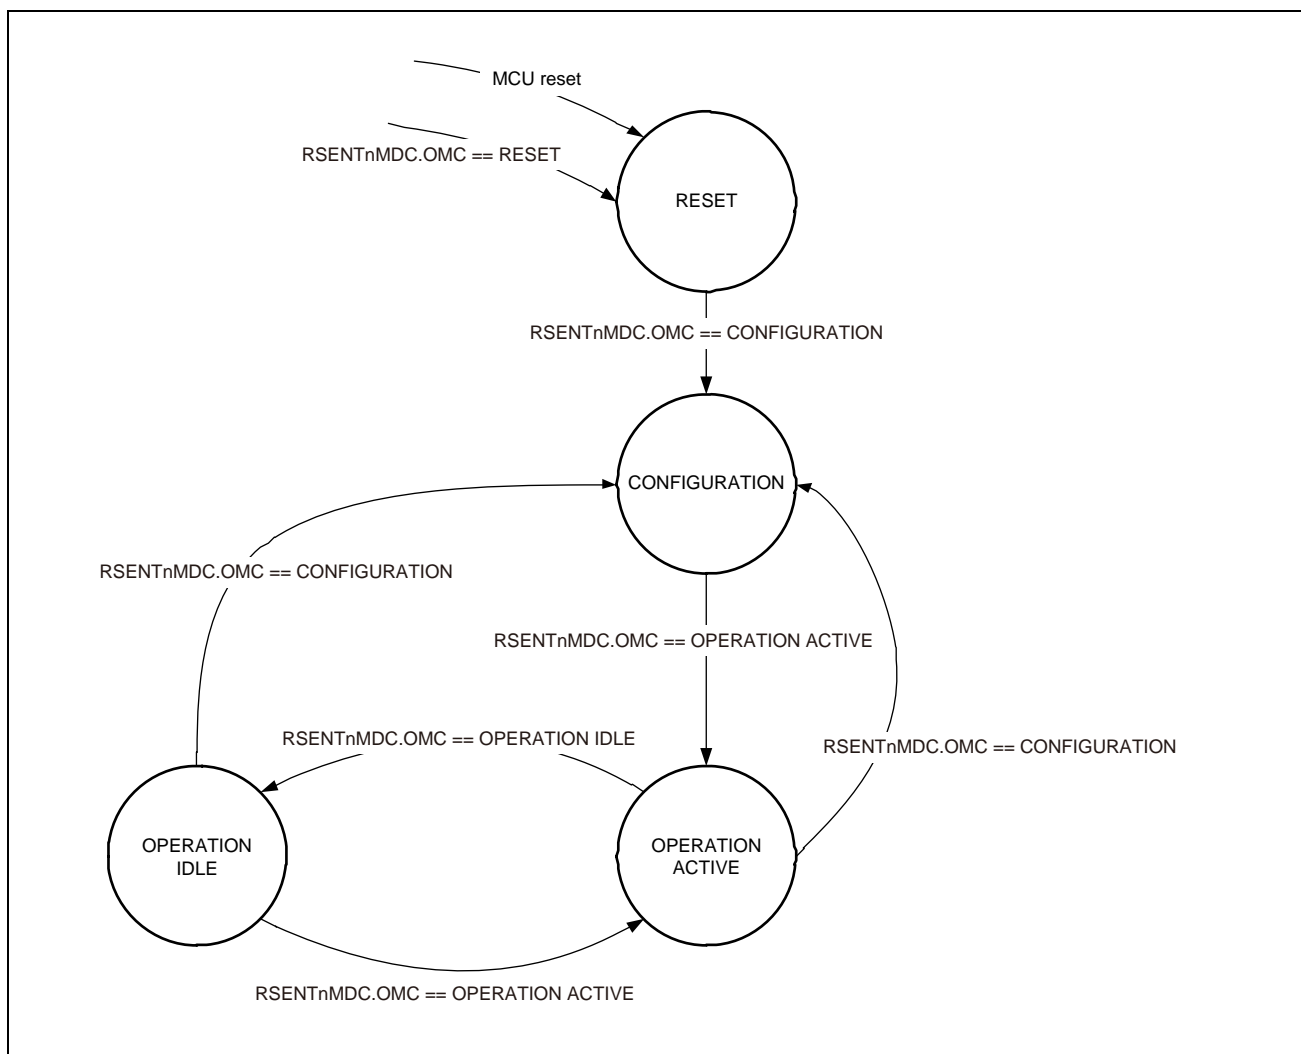 MCU reset
RSENTnMDC.OMC == RESET
RESET
RSENTnMDC.OMC == CONFIGURATION
CONFIGURATION
RSENTnMDC.OMC == CONFIGURATION
RSENTnMDC.OMC == OPERATION ACTIVE
RSENTnMDC.OMC == OPERATION IDLE
RSENTnMDC.OMC == CONFIGURATION
OPERATION
IDLE
OPERATION
ACTIVE
RSENTnMDC.OMC == OPERATION ACTIVE